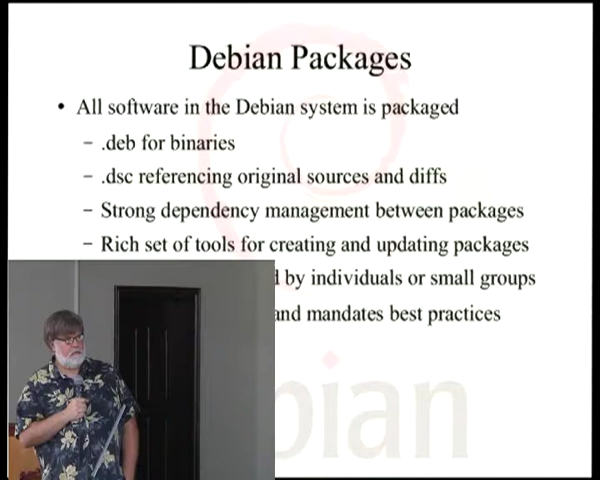 Debian Packages
• All software in the Debian system is packaged
– .deb for binaries
– .dsc referencing original sources and diffs
– Strong dependency management between packages
– Rich set of tools for creating and updating packages
by individuals or small groups
and mandates best practices
bian